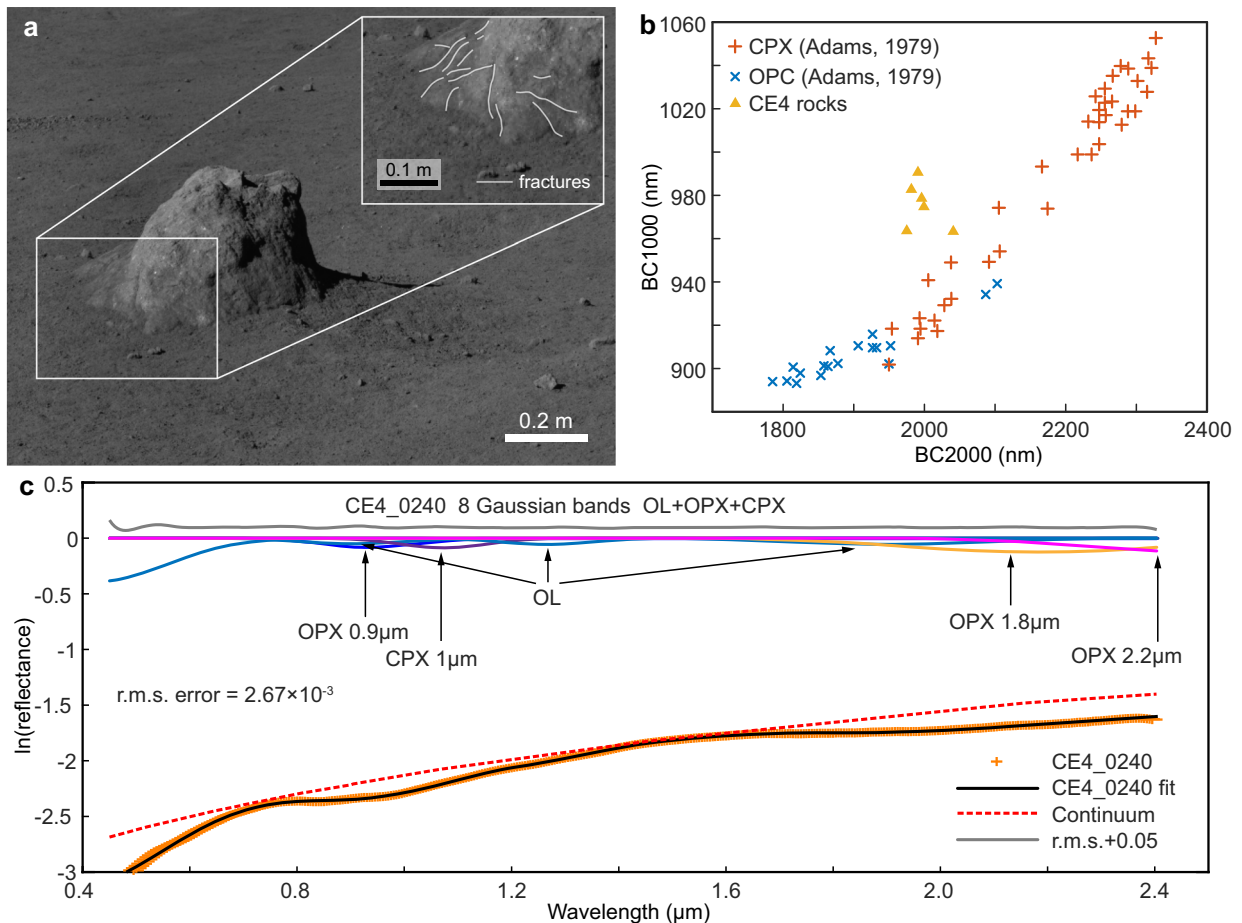 a
0.1 m
fractures
0.2 m
b
CPX (Adams, 1979)
OPC (Adams, 1979)
CE4 rocks
1060
1020
980
940
900
BC1000 (nm)
1800
2000
2200
2400
BC2000 (nm)
c
CE4_0240 8 Gaussian bands OL+OPX+CPX
0.5
0
-0.5
-1
-1.5
-2
-2.5
-3
ln(reflectance)
OL
OPX 0.9μm
CPX 1μm
OPX 1.8μm
OPX 2.2μm
r.m.s. error = 2.67×10⁻³
CE4_0240
CE4_0240 fit
Continuum
r.m.s.+0.05
0.4
0.8
1.2
1.6
2.0
2.4
Wavelength (μm)